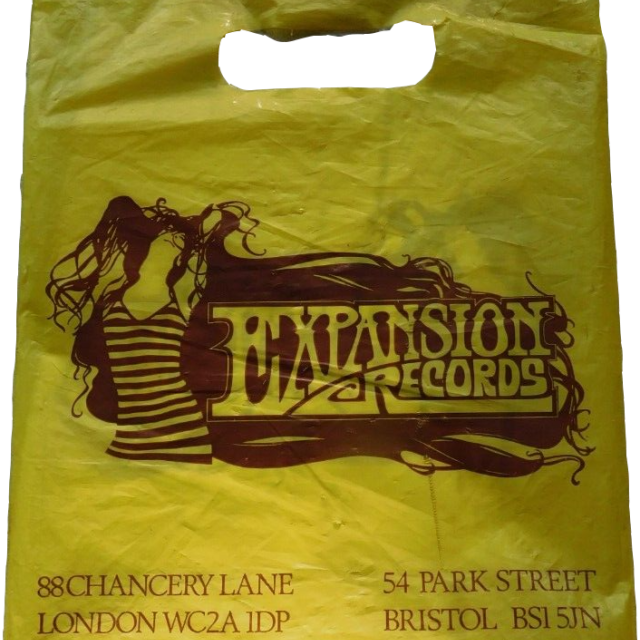 EXPANSION
RECORDS
88 CHANCERY LANE
LONDON WC2A 1DP
54 PARK STREET
BRISTOL BS1 5JN